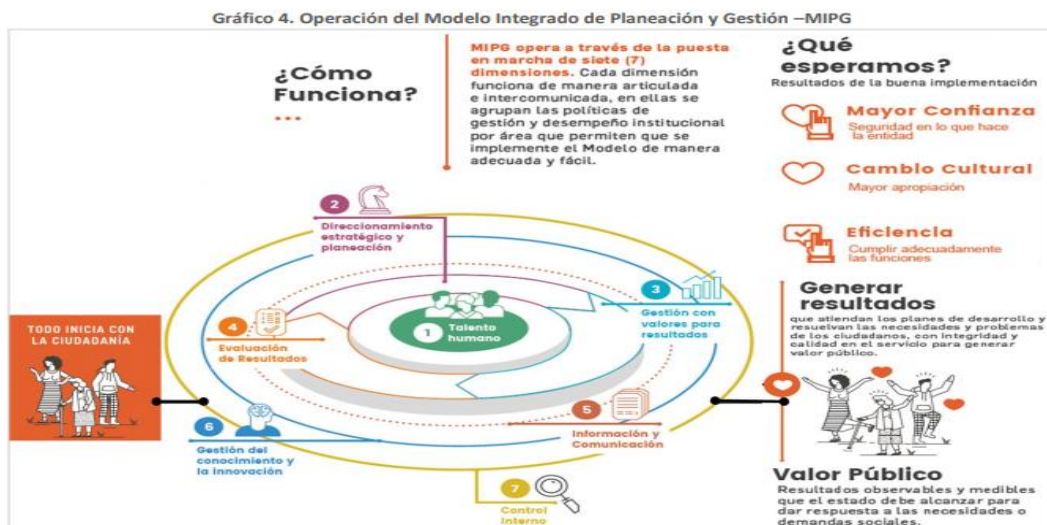 Gráfico 4. Operación del Modelo Integrado de Planeación y Gestión –MIPG
¿Cómo
Funciona?
MIPG opera a través de la puesta
en marcha de siete (7)
dimensiones. Cada dimensión
funciona de manera articulada
e intercomunicada, en ellas se
agrupan las políticas de
gestión y desempeño institucional
por área que permiten que se
implemente el Modelo de manera
adecuada y fácil.
¿Qué
esperamos?
Resultados de la buena implementación
Mayor Confianza
Seguridad en lo que hace
la entidad
Cambio Cultural
Mayor apropiación
Eficiencia
Cumplir adecuadamente
las funciones
Generar
resultados
que atiendan los planes de desarrollo y
resuelvan las necesidades y problemas
de los ciudadanos, con integridad y
calidad en el servicio para generar
valor público.
Valor Público
Resultados observables y medibles
que el estado debe alcanzar para
dar respuesta a las necesidades o
demandas sociales.
TODO INICIA CON
LA CIUDADANÍA
2
Direccionamiento
estratégico y
planeación
3
Gestión con
valores para
resultados
1
Talento
humano
4
Evaluación
de Resultados
5
Información y
Comunicación
6
Gestión del
conocimiento y
la innovación
7
Control
Interno